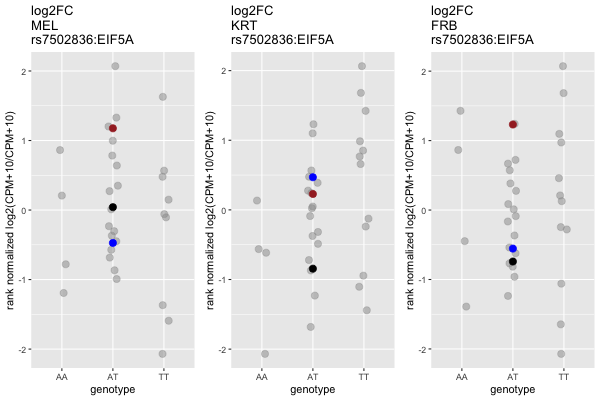 log2FC
MEL
rs7502836:EIF5A
rank normalized log2(CPM+10/CPM+10)
2
1
0
-1
-2
AA AT TT
genotype
log2FC
KRT
rs7502836:EIF5A
rank normalized log2(CPM+10/CPM+10)
2
1
0
-1
-2
AA AT TT
genotype
log2FC
FRB
rs7502836:EIF5A
rank normalized log2(CPM+10/CPM+10)
2
1
0
-1
-2
AA AT TT
genotype